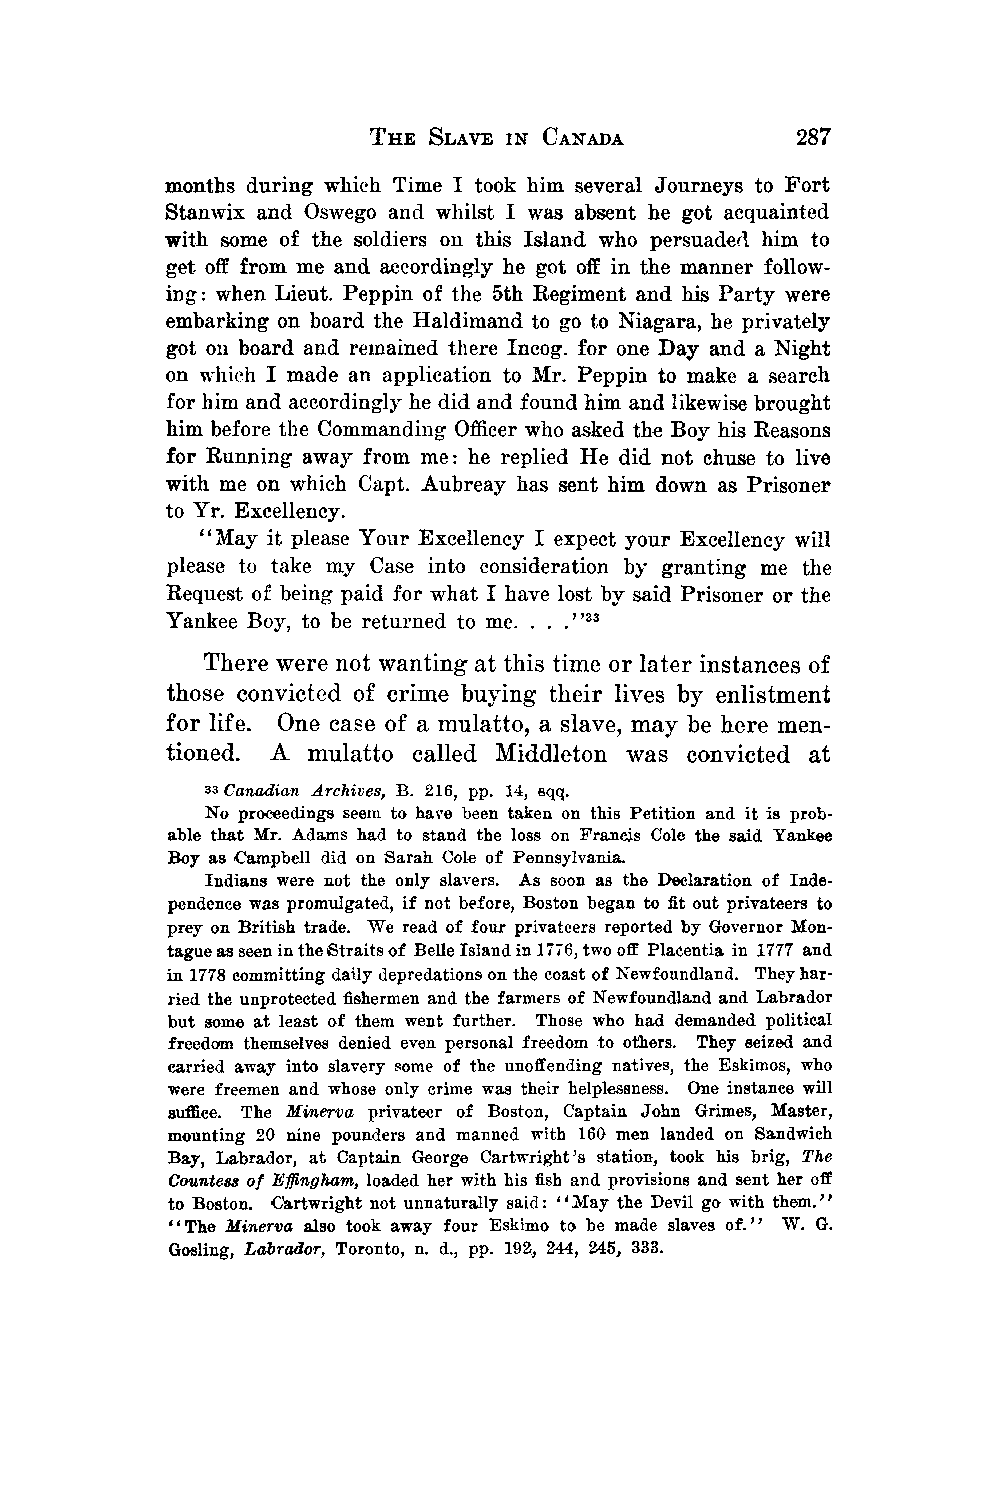 THE SLAVE IN CANADA 287
months during which Time I took him several Journeys to Fort
Stanwix and Oswego and whilst I was absent he got acquainted
with some of the soldiers on this Island who persuaded him to
get off from me and accordingly he got off in the manner follow-
ing: when Lieut. Peppin of the 5th Regiment and his Party were
embarking on board the Haldimand to go to Niagara, he privately
got on board and remained there Incog. for one Day and a Night
on which I made an application to Mr. Peppin to make a search
for him and accordingly he did and found him and likewise brought
him before the Commanding Officer who asked the Boy his Reasons
for Running away from me: he replied He did not chuse to live
with me on which Capt. Aubreay has sent him down as Prisoner
to Yr. Excellency.
"May it please Your Excellency I expect your Excellency will
please to take my Case into consideration by granting me the
Request of being paid for what I have lost by said Prisoner or the
Yankee Boy, to be returned to me. . . ."33
There were not wanting at this time or later instances of
those convicted of crime buying their lives by enlistment
for life. One case of a mulatto, a slave, may be here men-
tioned. A mulatto called Middleton was convicted at
33 Canadian Archives, B. 216, pp. 14, sqq.
No proceedings seem to have been taken on this Petition and it is prob-
able that Mr. Adams had to stand the loss on Francis Cole the said Yankee
Boy as Campbell did on Sarah Cole of Pennsylvania.
Indians were not the only slavers. As soon as the Declaration of Inde-
pendence was promulgated, if not before, Boston began to fit out privateers to
prey on British trade. We read of four privateers reported by Governor Mon-
tague as seen in the Straits of Belle Island in 1776, two off Placentia in 1777 and
in 1778 committing daily depredations on the coast of Newfoundland. They har-
ried the unprotected fishermen and the farmers of Newfoundland and Labrador
but some at least of them went further. Those who had demanded political
freedom themselves denied even personal freedom to others. They seized and
carried away into slavery some of the unoffending natives, the Eskimos, who
were freemen and whose only crime was their helplessness. One instance will
suffice. The Minerva privateer of Boston, Captain John Grimes, Master,
mounting 20 nine pounders and manned with 160 men landed on Sandwich
Bay, Labrador, at Captain George Cartwright's station, took his brig, The
Countess of Effingham, loaded her with his fish and provisions and sent her off
to Boston. Cartwright not unnaturally said: "May the Devil go with them."
"The Minerva also took away four Eskimo to be made slaves of." W. G.
Gosling, Labrador, Toronto, n. d., pp. 192, 244, 245, 333.